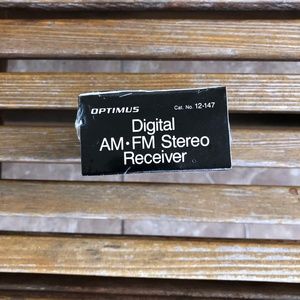 OPTIMUS Cat. No. 12-147
Digital
AM•FM Stereo
Receiver